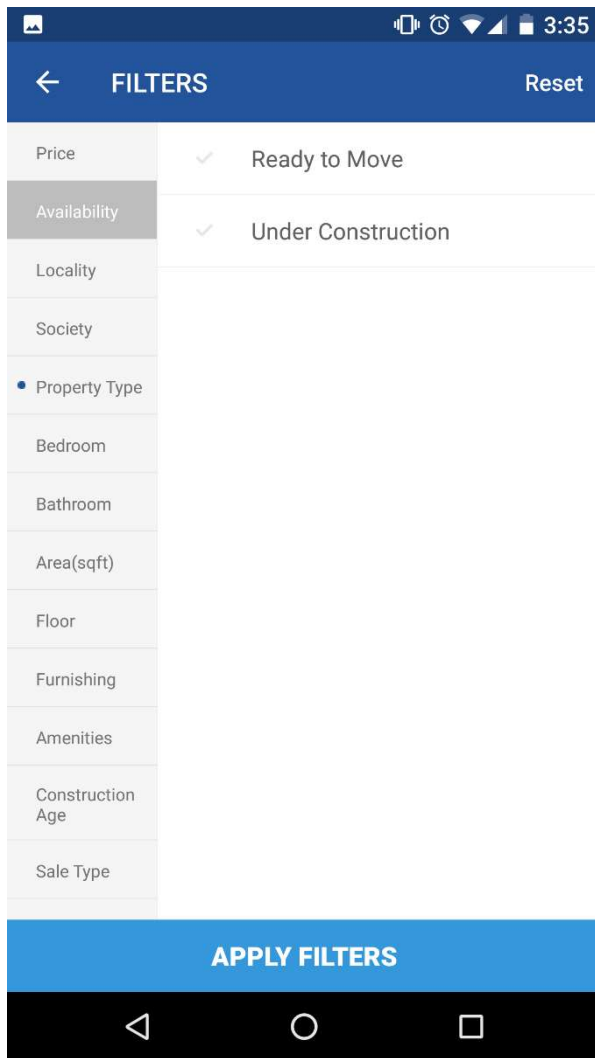 3:35
FILTERS
Reset
Price
Availability
Locality
Society
Property Type
Bedroom
Bathroom
Area(sqft)
Floor
Furnishing
Amenities
Construction
Age
Sale Type
Ready to Move
Under Construction
APPLY FILTERS